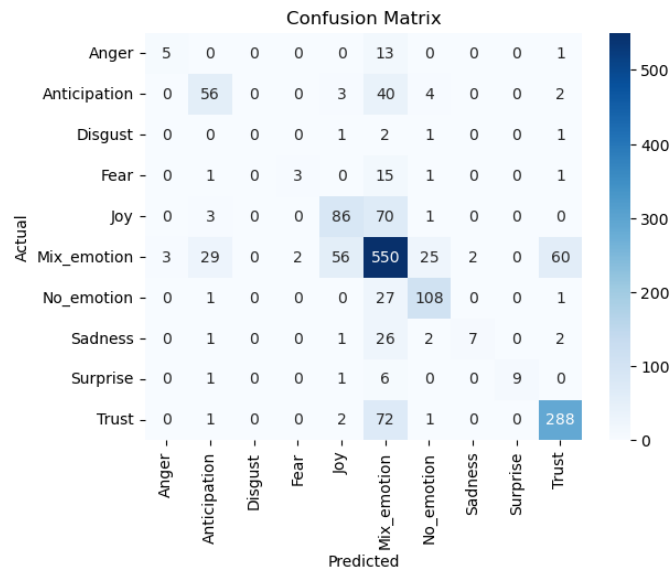 Confusion Matrix
Anger 5 0 0 0 0 13 0 0 0 1
Anticipation 0 56 0 0 3 40 4 0 0 2
Disgust 0 0 0 0 1 2 1 0 0 1
Fear 0 1 0 3 0 15 1 0 0 1
Joy 0 3 0 0 86 70 1 0 0 0
Mix_emotion 3 29 0 2 56 550 25 2 0 60
No_emotion 0 1 0 0 0 27 108 0 0 1
Sadness 0 1 0 0 1 26 2 7 0 2
Surprise 0 1 0 0 1 6 0 0 9 0
Trust 0 1 0 0 2 72 1 0 0 288
Actual
Anger Anticipation Disgust Fear Joy Mix_emotion No_emotion Sadness Surprise Trust
Predicted
500
400
300
200
100
0